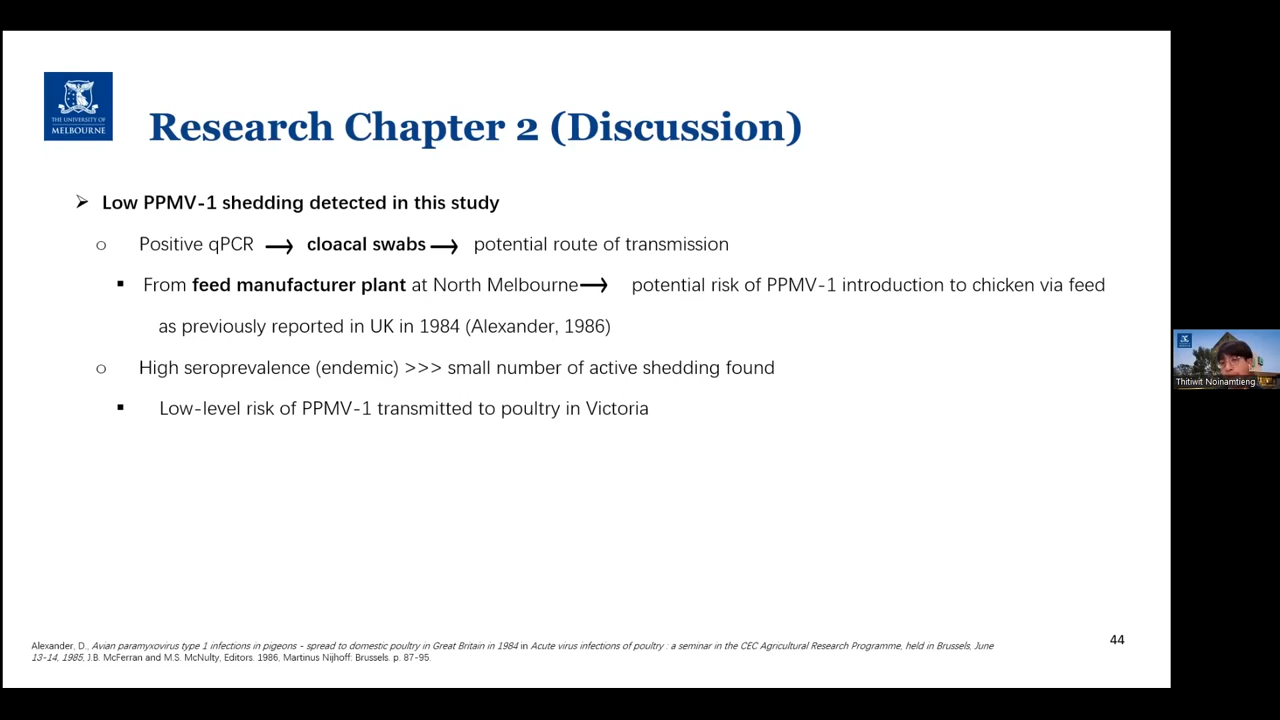 THE UNIVERSITY OF
MELBOURNE
Research Chapter 2 (Discussion)
➢ Low PPMV-1 shedding detected in this study
o Positive qPCR → cloacal swabs → potential route of transmission
▪ From feed manufacturer plant at North Melbourne → potential risk of PPMV-1 introduction to chicken via feed
as previously reported in UK in 1984 (Alexander, 1986)
o High seroprevalence (endemic) >>> small number of active shedding found
▪ Low-level risk of PPMV-1 transmitted to poultry in Victoria
Thitiwit Noinamtieng
44
Alexander, D., Avian paramyxovirus type 1 infections in pigeons - spread to domestic poultry in Great Britain in 1984 in Acute virus infections of poultry : a seminar in the CEC Agricultural Research Programme, held in Brussels, June
13-14, 1985, J.B. McFerran and M.S. McNulty, Editors. 1986, Martinus Nijhoff: Brussels. p. 87-95.